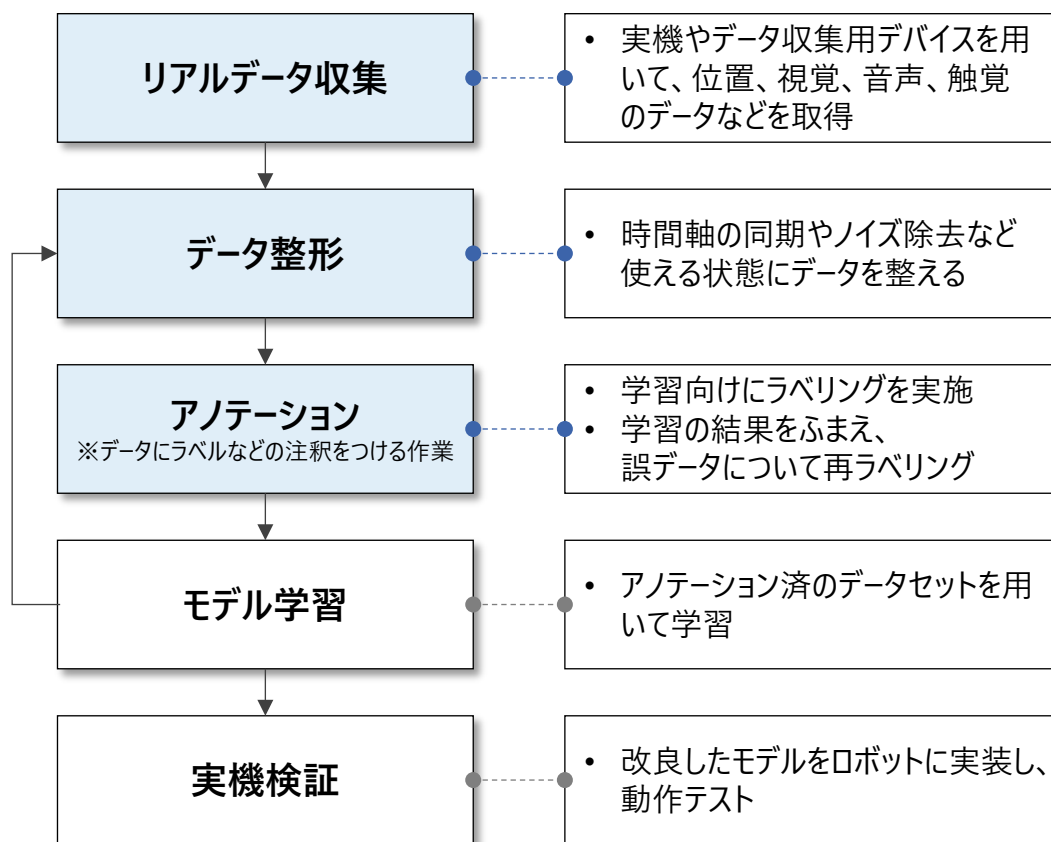 リアルデータ収集
• 実機やデータ収集用デバイスを用
いて、位置、視覚、音声、触覚
のデータなどを取得
データ整形
• 時間軸の同期やノイズ除去など
使える状態にデータを整える
アノテーション
※データにラベルなどの注釈をつける作業
• 学習向けにラベリングを実施
• 学習の結果をふまえ、
誤データについて再ラベリング
モデル学習
• アノテーション済のデータセットを用
いて学習
実機検証
• 改良したモデルをロボットに実装し、
動作テスト